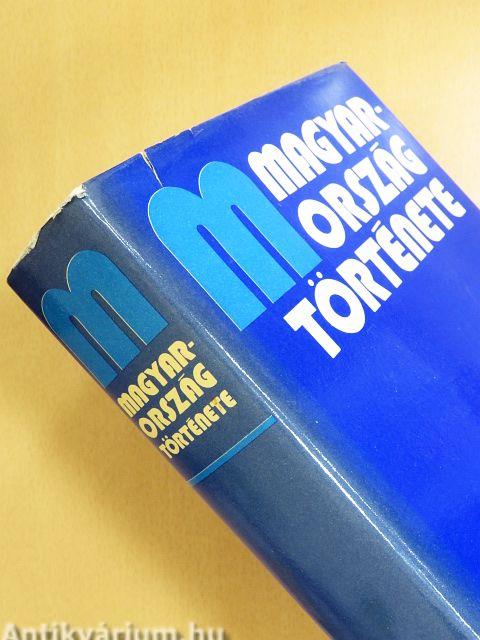 M
MAGYAR-
ORSZÁG
TÖRTÉNETE
M
MAGYAR-
ORSZÁG
TÖRTÉNETE
Antikvárium.hu